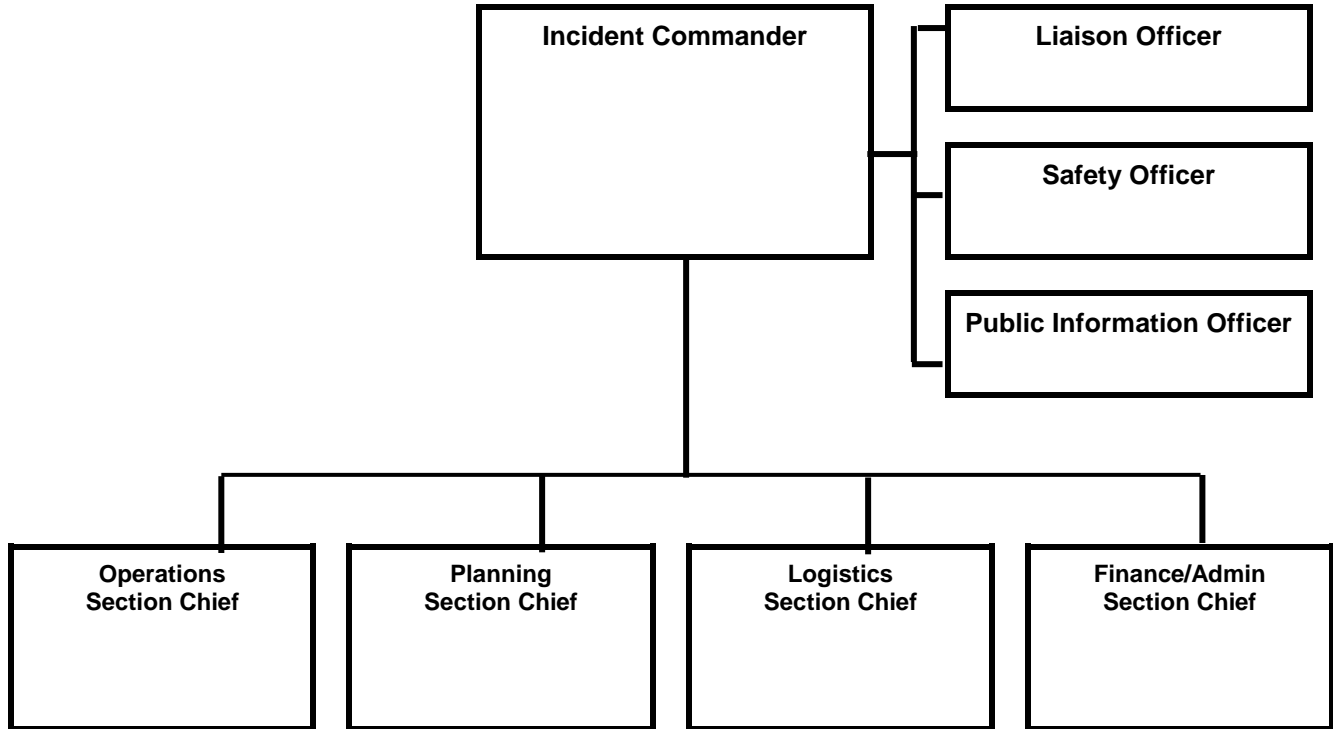 Incident Commander
Liaison Officer
Safety Officer
Public Information Officer
Operations
Section Chief
Planning
Section Chief
Logistics
Section Chief
Finance/Admin
Section Chief